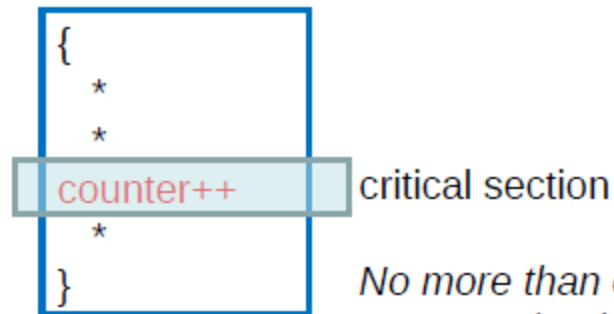 {
*
*
counter++ critical section
*
} No more than